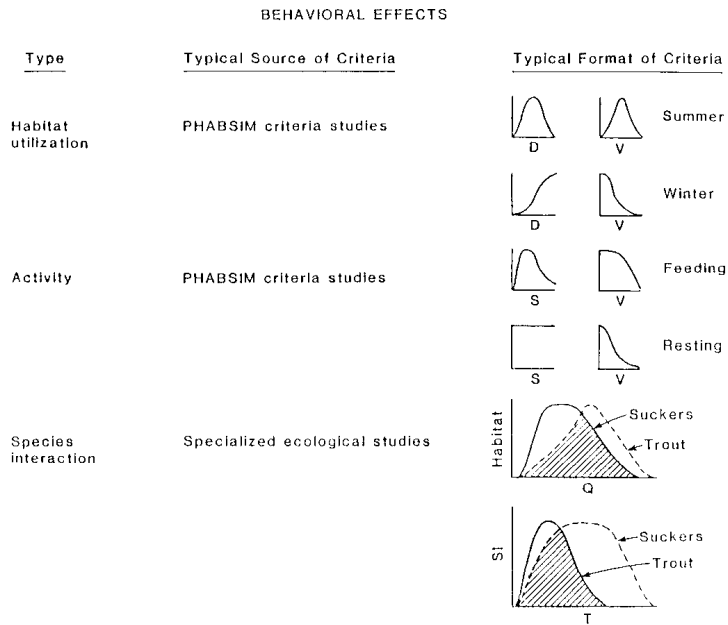 BEHAVIORAL EFFECTS
Type Typical Source of Criteria Typical Format of Criteria
Habitat utilization PHABSIM criteria studies
D V Summer
D V Winter
Activity PHABSIM criteria studies
S V Feeding
S V Resting
Species interaction Specialized ecological studies
Habitat
Suckers
Trout
Q
SI
Suckers
Trout
T